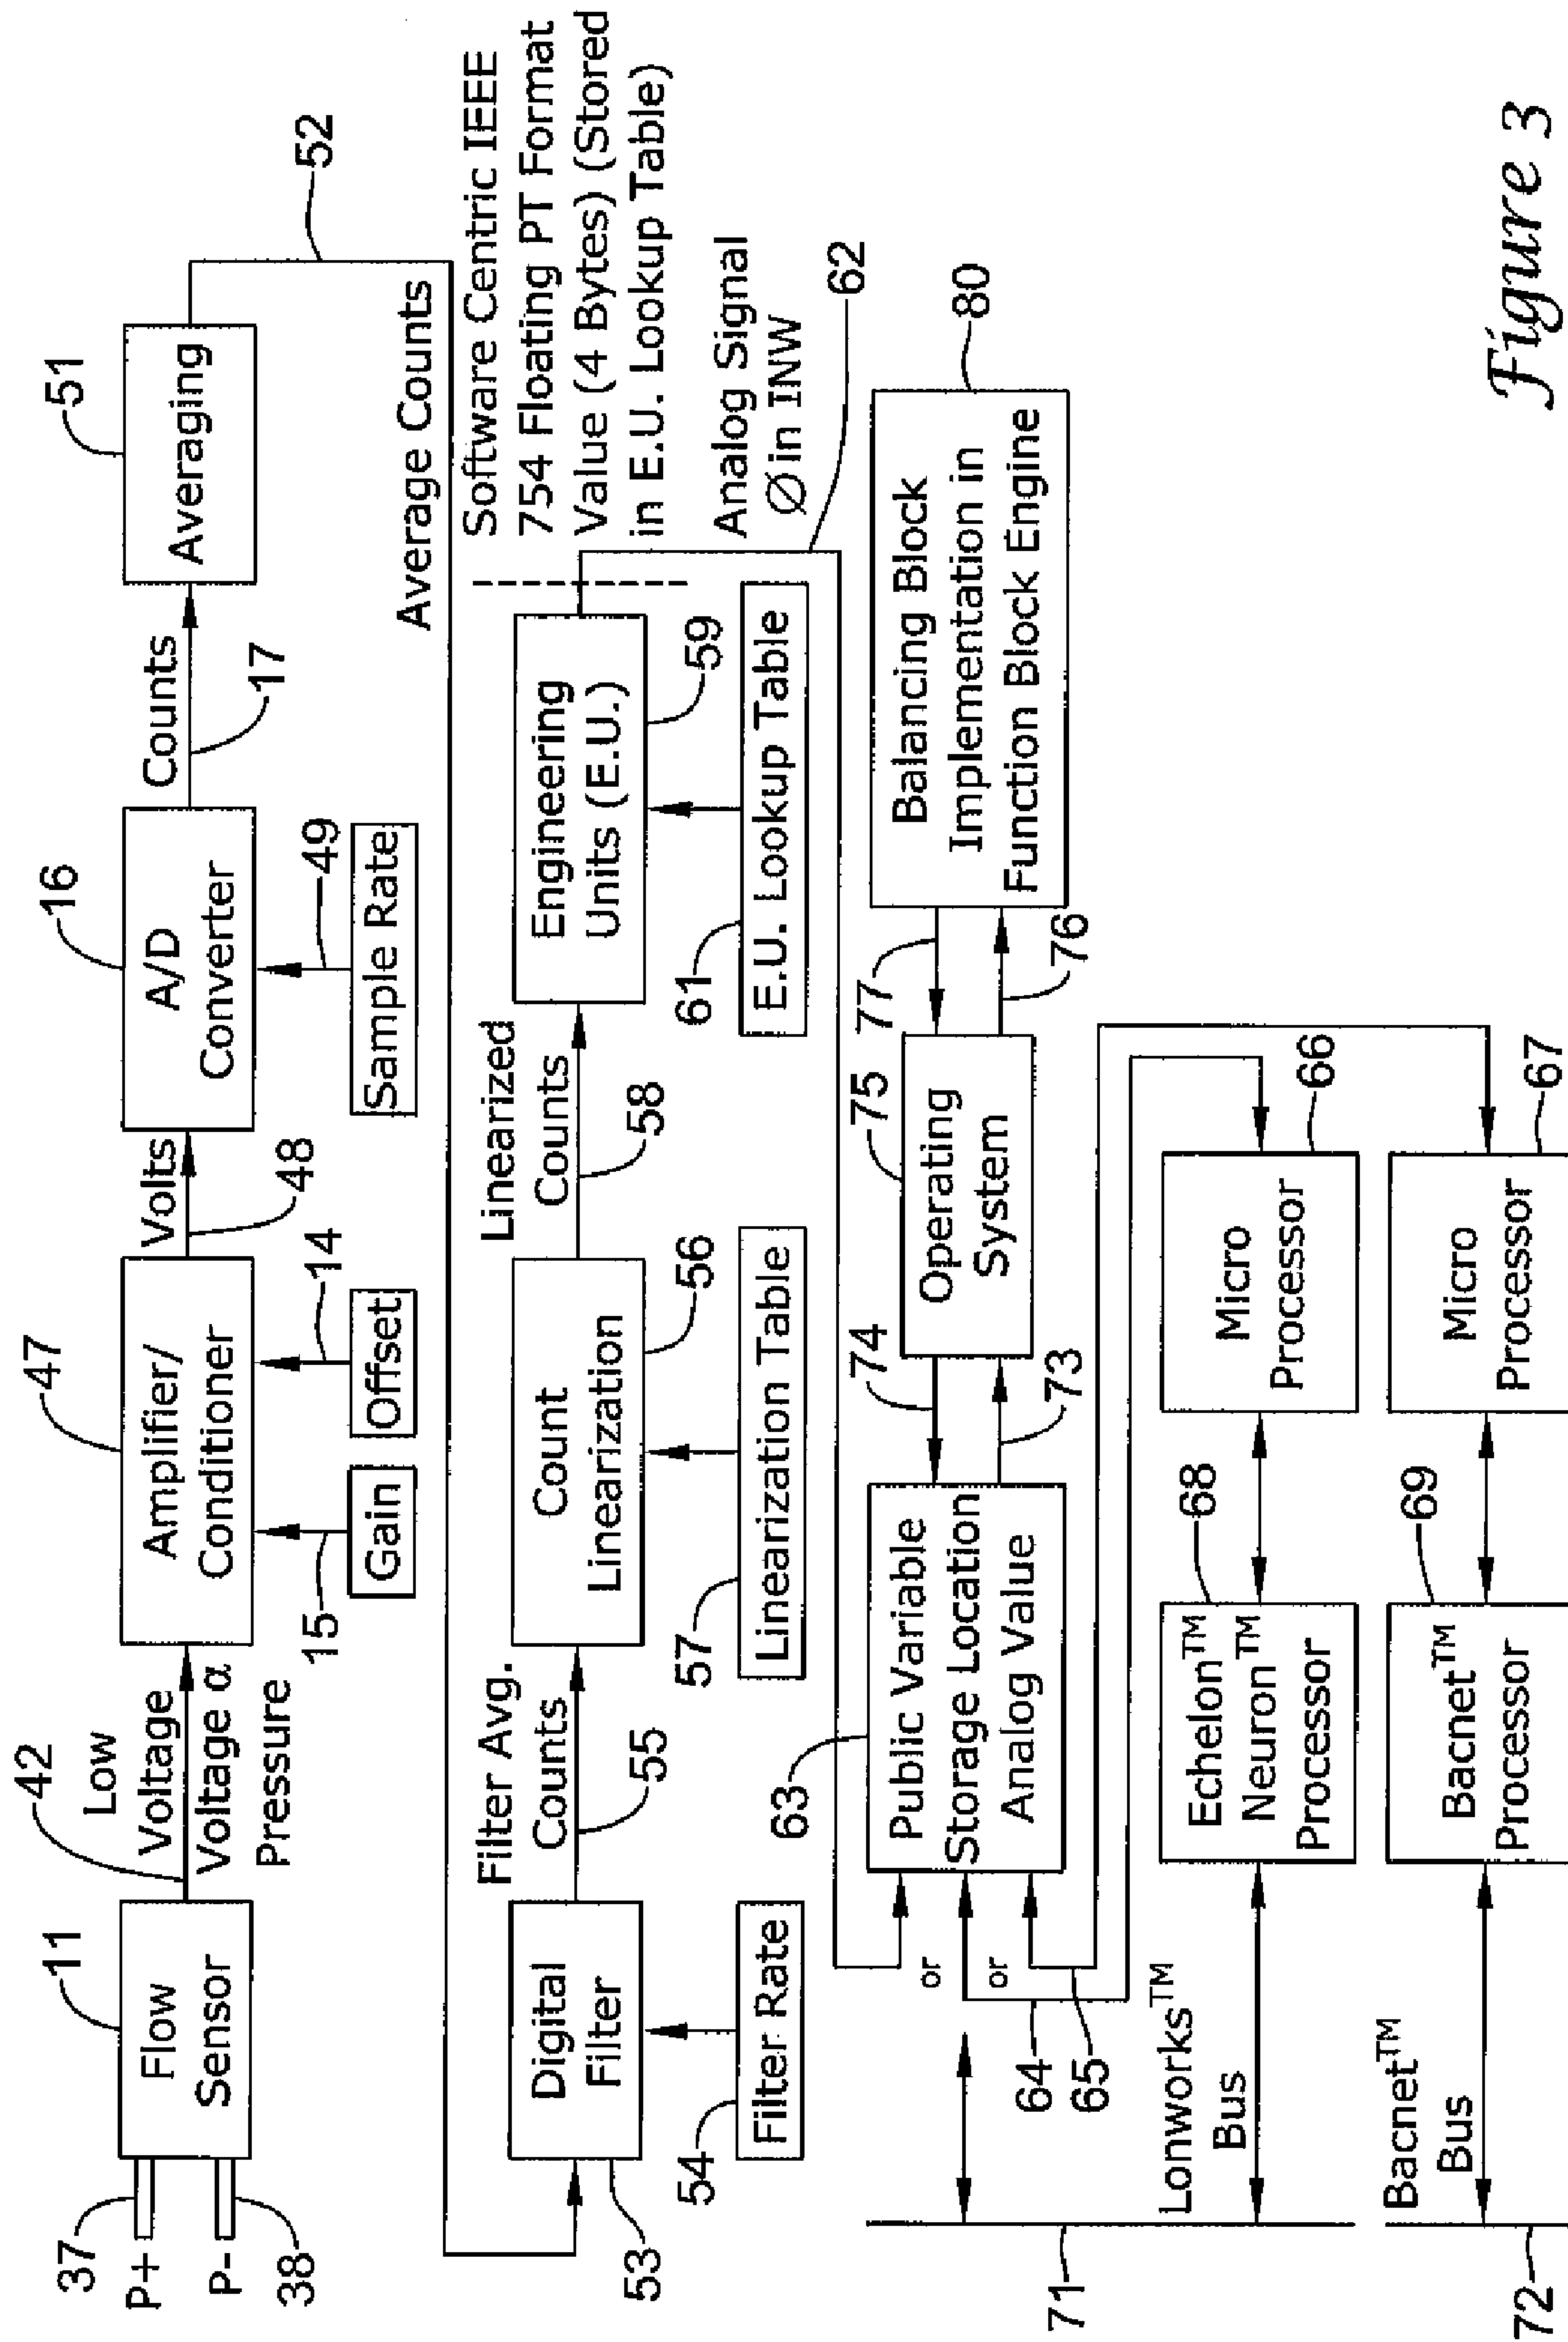 37
P+
P-
38
11
Flow
Sensor
42
Low
Voltage
Voltage α
Pressure
47
Amplifier/
Conditioner
15
Gain
14
Offset
Volts
48
16
A/D
Converter
49
Sample Rate
Counts
17
51
Averaging
52
Average Counts
53
Digital
Filter
54
Filter Rate
Filter Avg.
Counts
55
Count
Linearization
56
57
Linearization Table
Linearized
Counts
58
Engineering
Units (E.U.)
59
61
E.U. Lookup Table
Software Centric IEEE
754 Floating PT Format
Value (4 Bytes) (Stored
in E.U. Lookup Table)
Analog Signal
∅ in INW
62
63
Public Variable
Storage Location
Analog Value
or
or
64
65
74
73
75
Operating
System
77
76
Balancing Block
Implementation in
Function Block Engine
80
71
Lonworks™
Bus
68
Echelon™
Neuron™
Processor
Micro
Processor
66
72
Bacnet™
Bus
69
Bacnet™
Processor
Micro
Processor
67
Figure 3